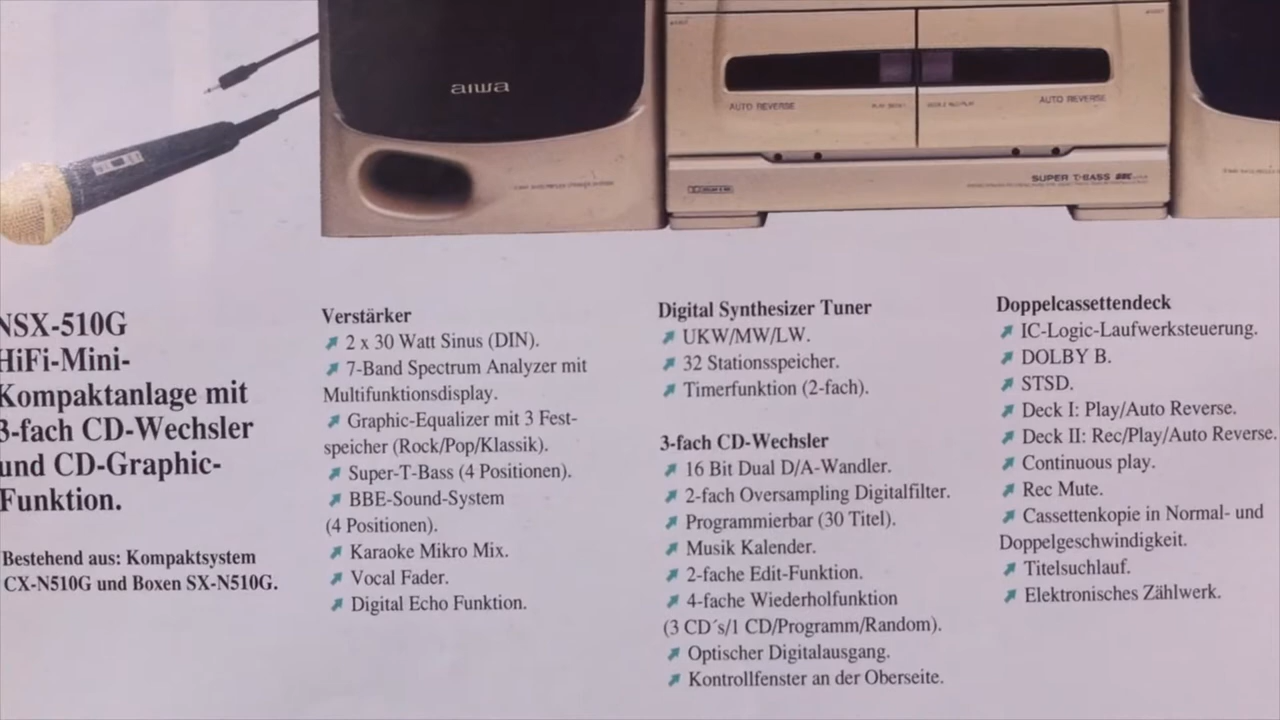 aiwa
AUTO REVERSE
AUTO REVERSE
SUPER T-BASS BBE
NSX-510G
HiFi-Mini-
Kompaktanlage mit
3-fach CD-Wechsler
und CD-Graphic-
Funktion.
Bestehend aus: Kompaktsystem
CX-N510G und Boxen SX-N510G.
Verstärker
2 x 30 Watt Sinus (DIN).
7-Band Spectrum Analyzer mit
Multifunktionsdisplay.
Graphic-Equalizer mit 3 Fest-
speicher (Rock/Pop/Klassik).
Super-T-Bass (4 Positionen).
BBE-Sound-System
(4 Positionen).
Karaoke Mikro Mix.
Vocal Fader.
Digital Echo Funktion.
Digital Synthesizer Tuner
UKW/MW/LW.
32 Stationsspeicher.
Timerfunktion (2-fach).
3-fach CD-Wechsler
16 Bit Dual D/A-Wandler.
2-fach Oversampling Digitalfilter.
Programmierbar (30 Titel).
Musik Kalender.
2-fache Edit-Funktion.
4-fache Wiederholfunktion
(3 CD´s/1 CD/Programm/Random).
Optischer Digitalausgang.
Kontrollfenster an der Oberseite.
Doppelcassettendeck
IC-Logic-Laufwerksteuerung.
DOLBY B.
STSD.
Deck I: Play/Auto Reverse.
Deck II: Rec/Play/Auto Reverse.
Continuous play.
Rec Mute.
Cassettenkopie in Normal- und
Doppelgeschwindigkeit.
Titelsuchlauf.
Elektronisches Zählwerk.